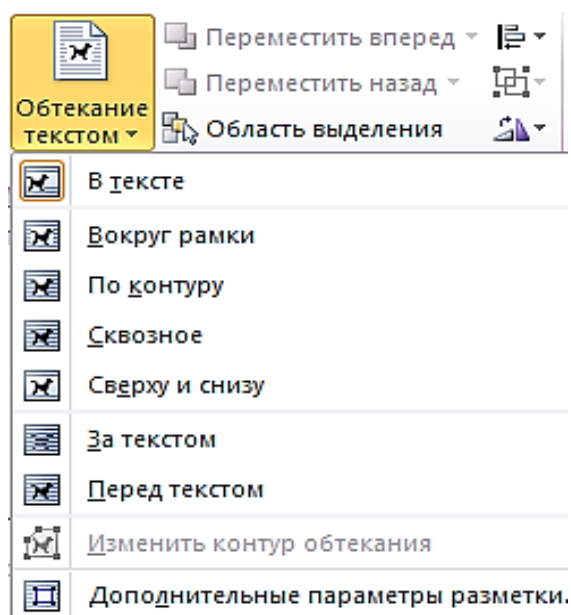 Обтекание
текстом
Переместить вперед
Переместить назад
Область выделения
В тексте
Вокруг рамки
По контуру
Сквозное
Сверху и снизу
За текстом
Перед текстом
Изменить контур обтекания
Дополнительные параметры разметки.